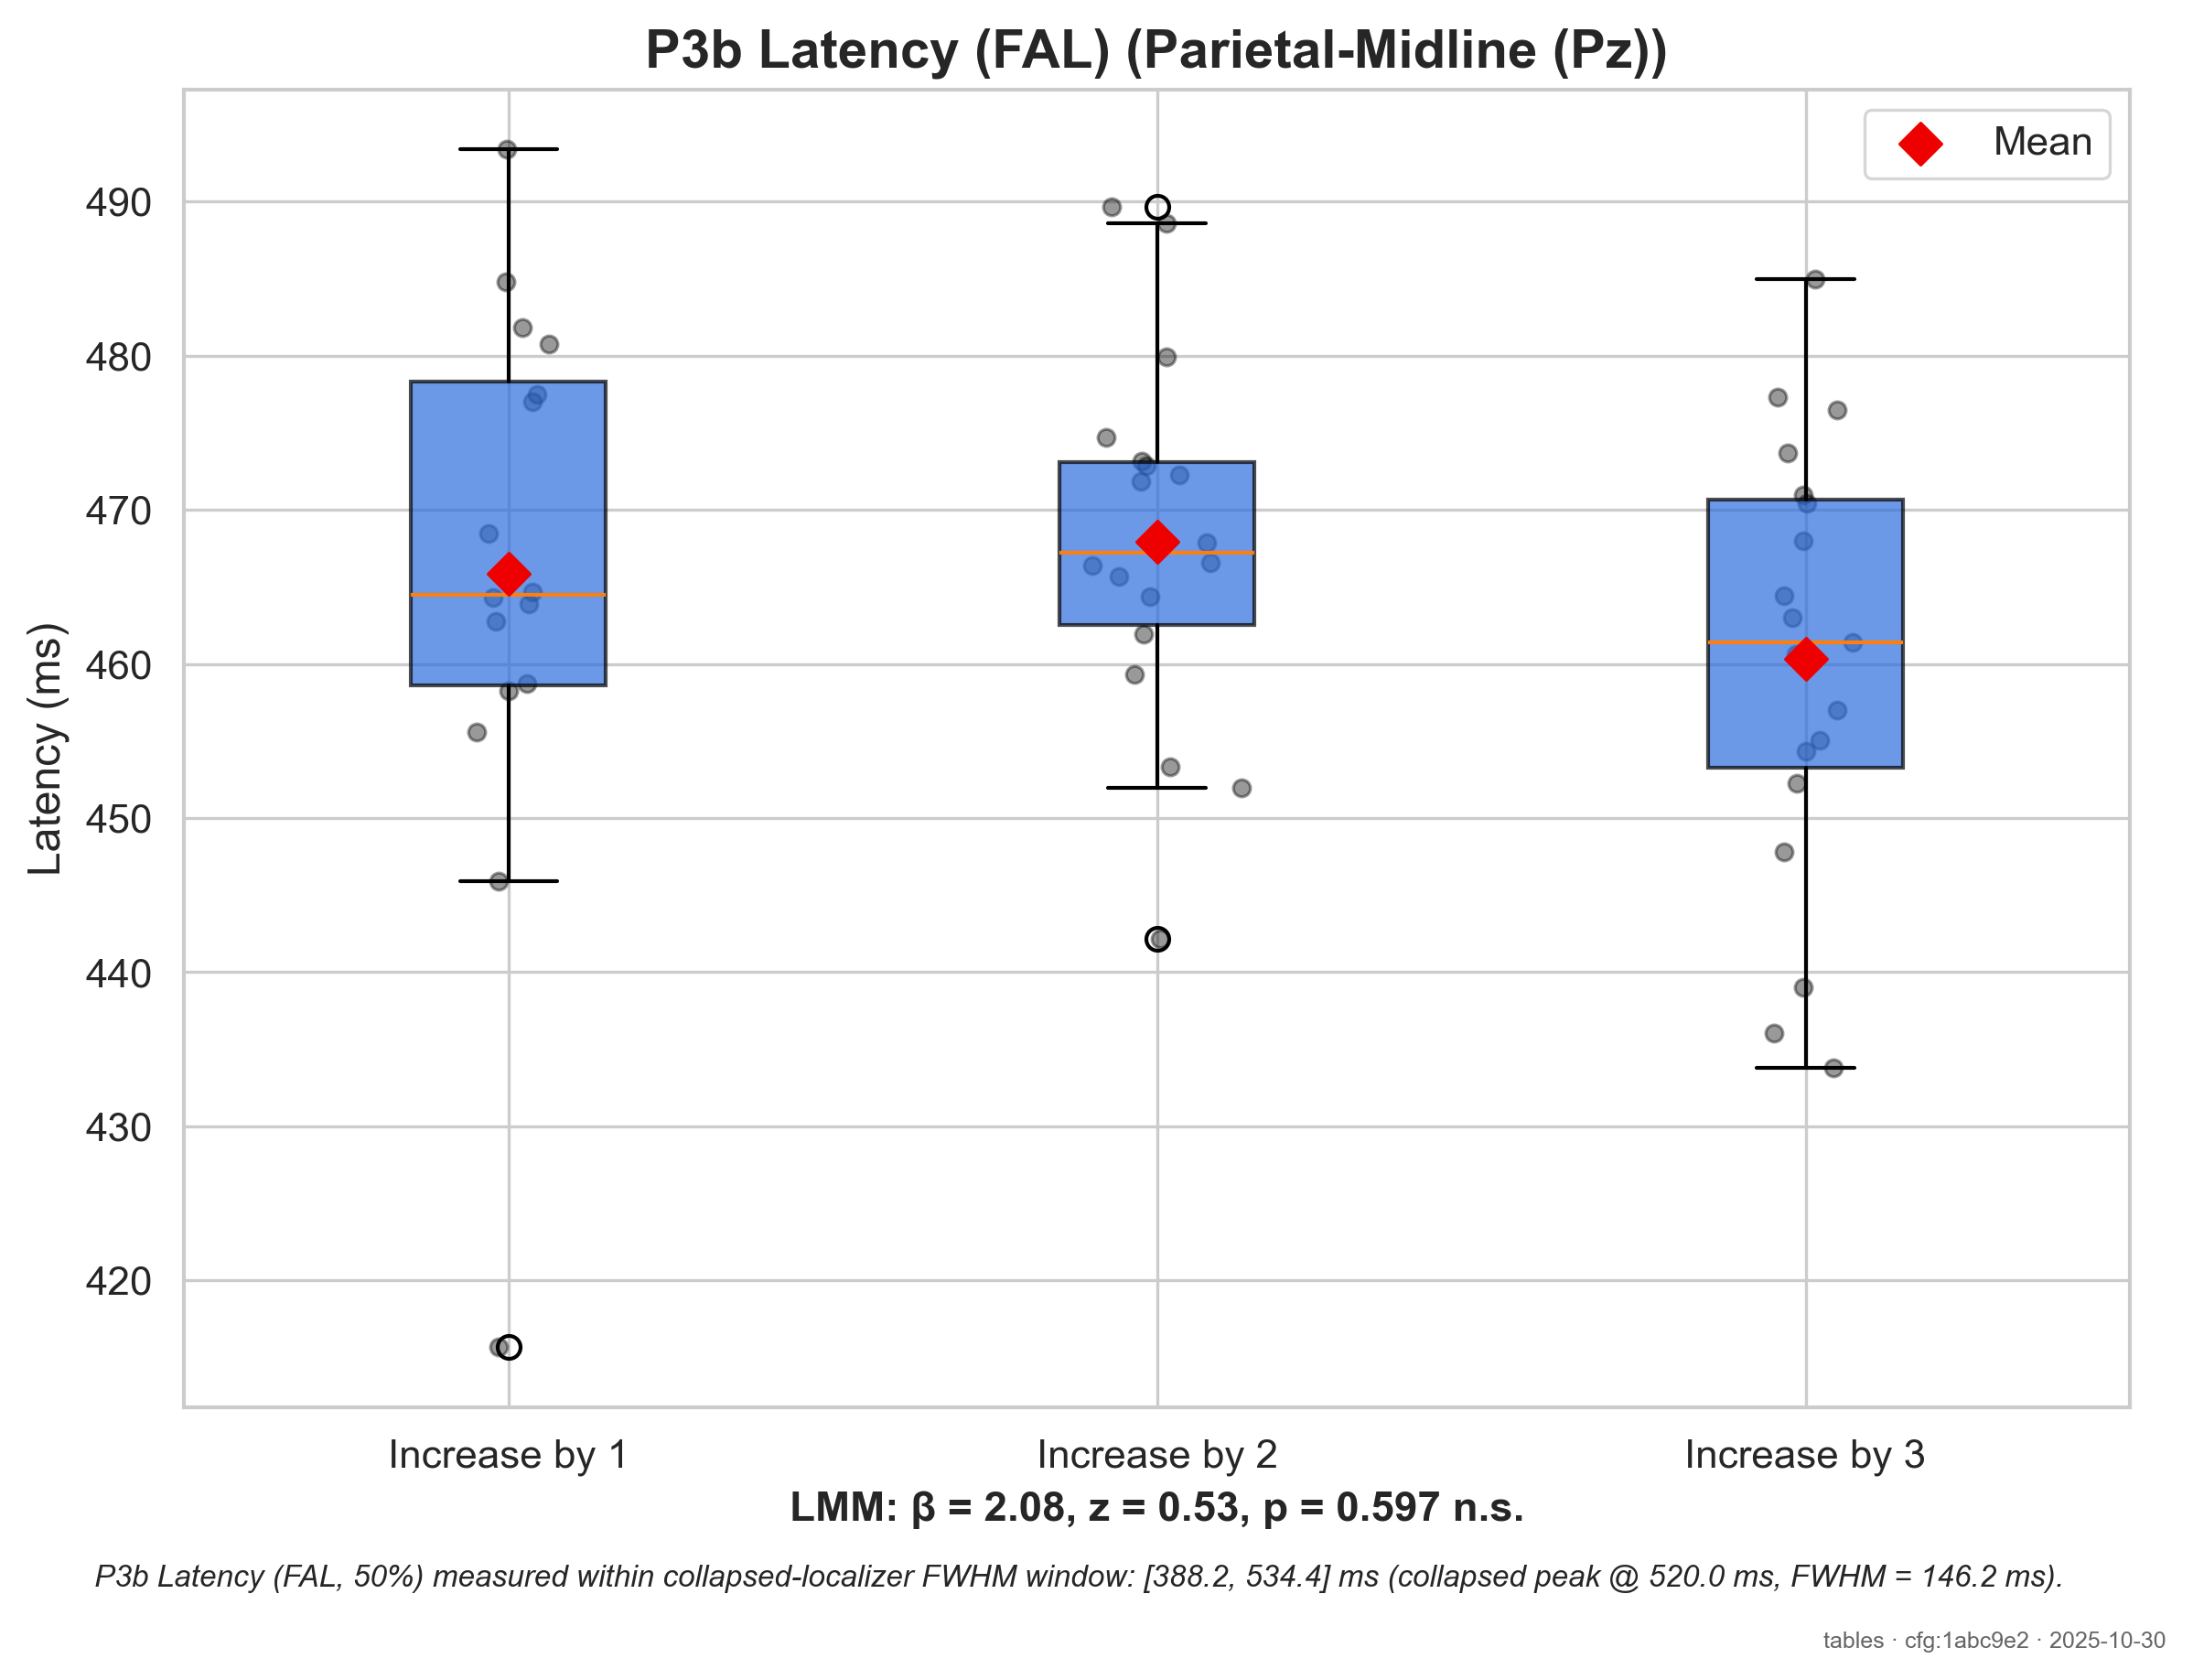 P3b Latency (FAL) (Parietal-Midline (Pz))
Mean
Latency (ms)
490
480
470
460
450
440
430
420
Increase by 1
Increase by 2
Increase by 3
LMM: β = 2.08, z = 0.53, p = 0.597 n.s.
P3b Latency (FAL, 50%) measured within collapsed-localizer FWHM window: [388.2, 534.4] ms (collapsed peak @ 520.0 ms, FWHM = 146.2 ms).
tables · cfg:1abc9e2 · 2025-10-30